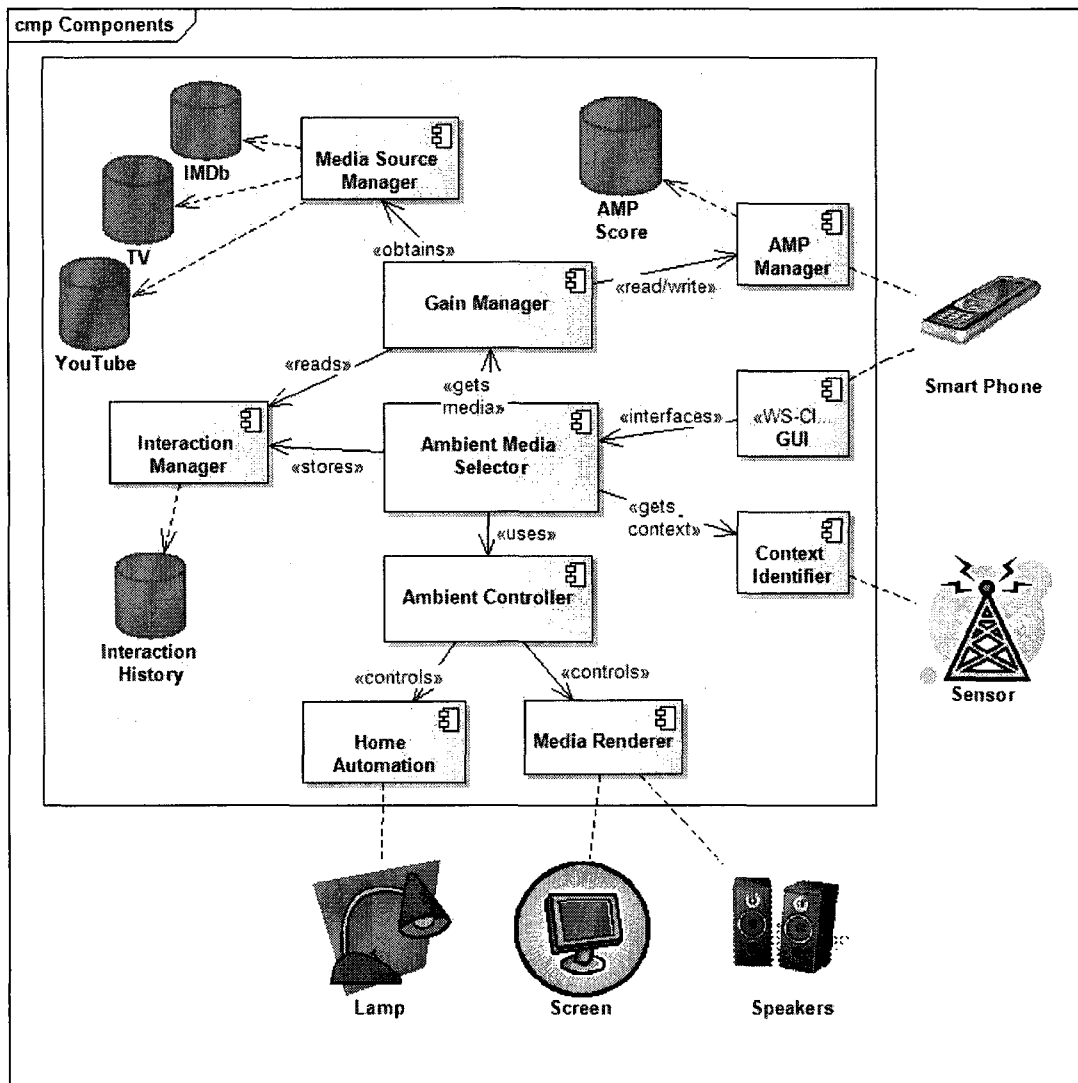 cmp Components
IMDb
TV
YouTube
Media Source
Manager
AMP
Score
AMP
Manager
«obtains»
Gain Manager
«read/write»
Smart Phone
«reads»
«gets
media»
«interfaces»
«WS-Cl...
GUI
Interaction
Manager
«stores»
Ambient Media
Selector
«gets
context»
Context
Identifier
«uses»
Ambient Controller
Interaction
History
Sensor
«controls»
«controls»
Home
Automation
Media Renderer
Lamp
Screen
Speakers